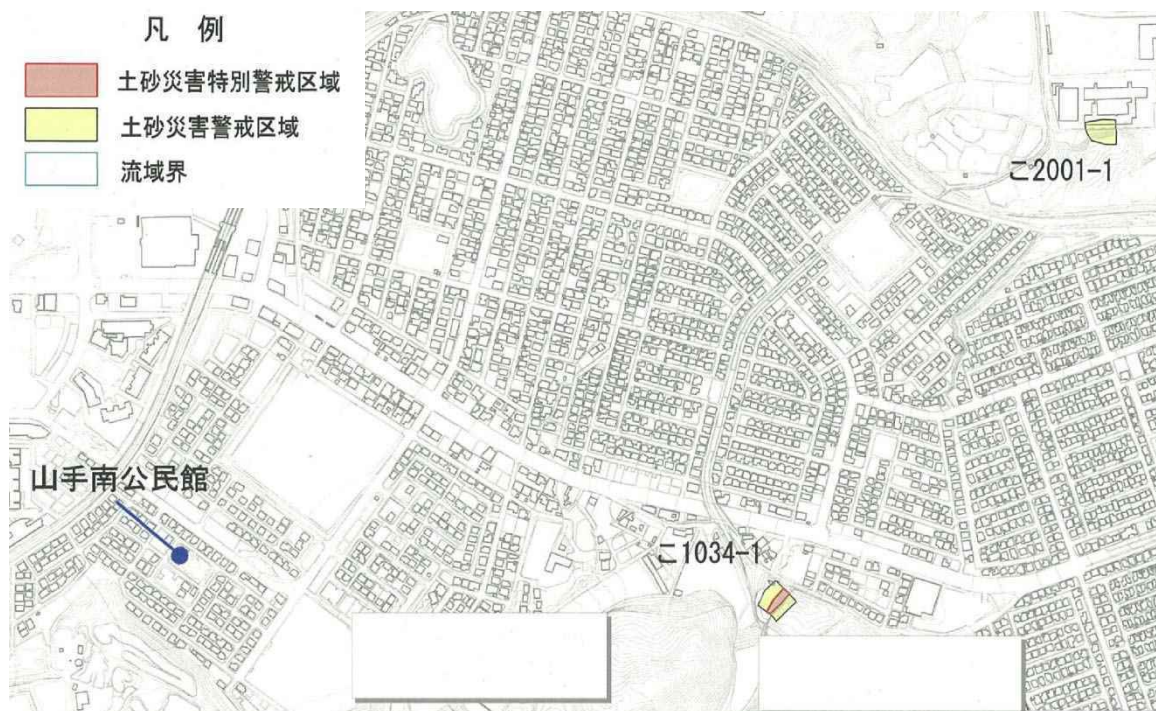 凡 例
土砂災害特別警戒区域
土砂災害警戒区域
流域界
こ2001-1
山手南公民館
こ1034-1